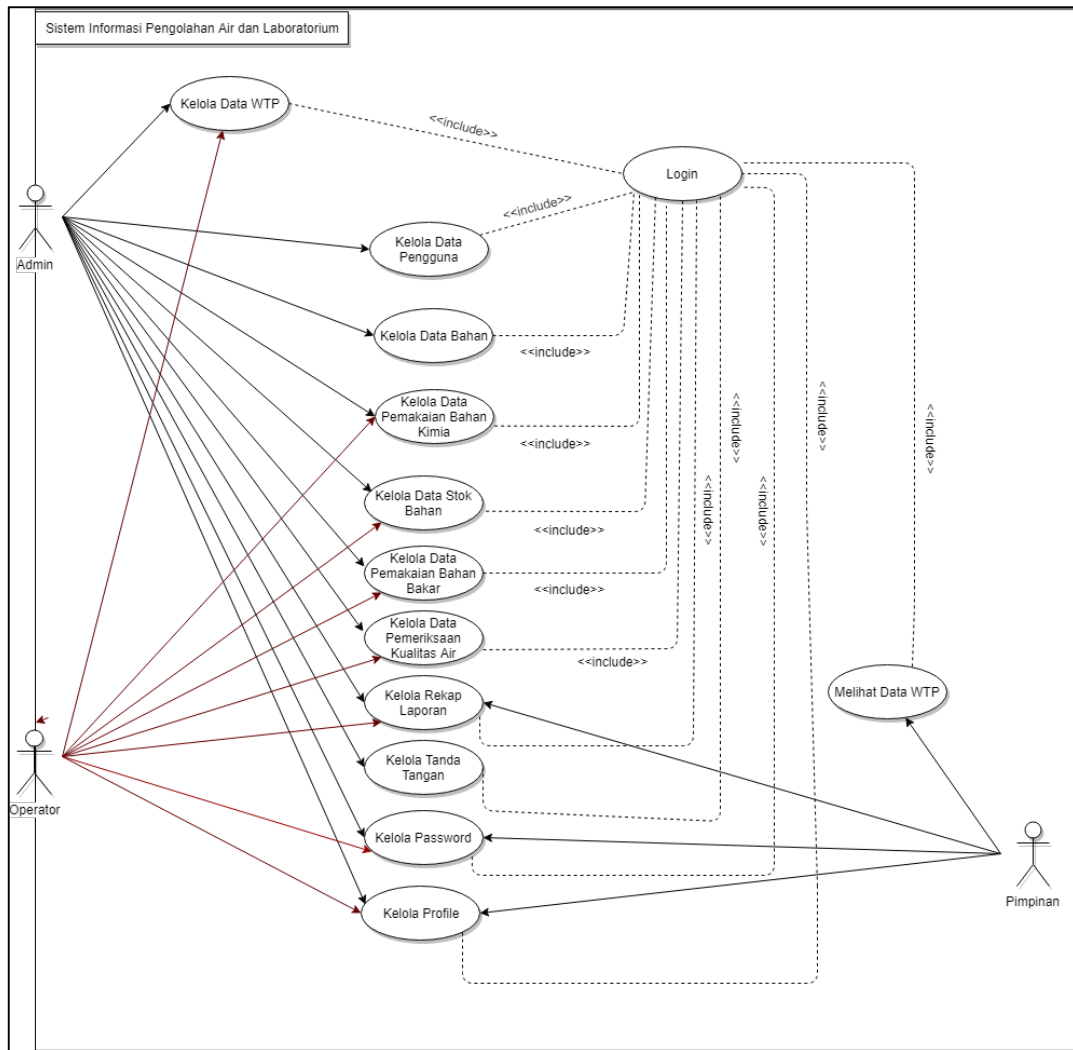 Sistem Informasi Pengolahan Air dan Laboratorium
Kelola Data WTP
<<include>>
Login
<<include>>
Admin
Kelola Data
Pengguna
Kelola Data Bahan
<<include>>
Kelola Data
Pemakaian Bahan
Kimia
<<include>>
<<include>>
<<include>>
<<include>>
<<include>>
<<include>>
<<include>>
Kelola Data Stok
Bahan
<<include>>
Kelola Data
Pemakaian Bahan
Bakar
<<include>>
Kelola Data
Pemeriksaan
Kualitas Air
<<include>>
Kelola Rekap
Laporan
Melihat Data WTP
Kelola Tanda
Tangan
Operator
Kelola Password
Kelola Profile
Pimpinan